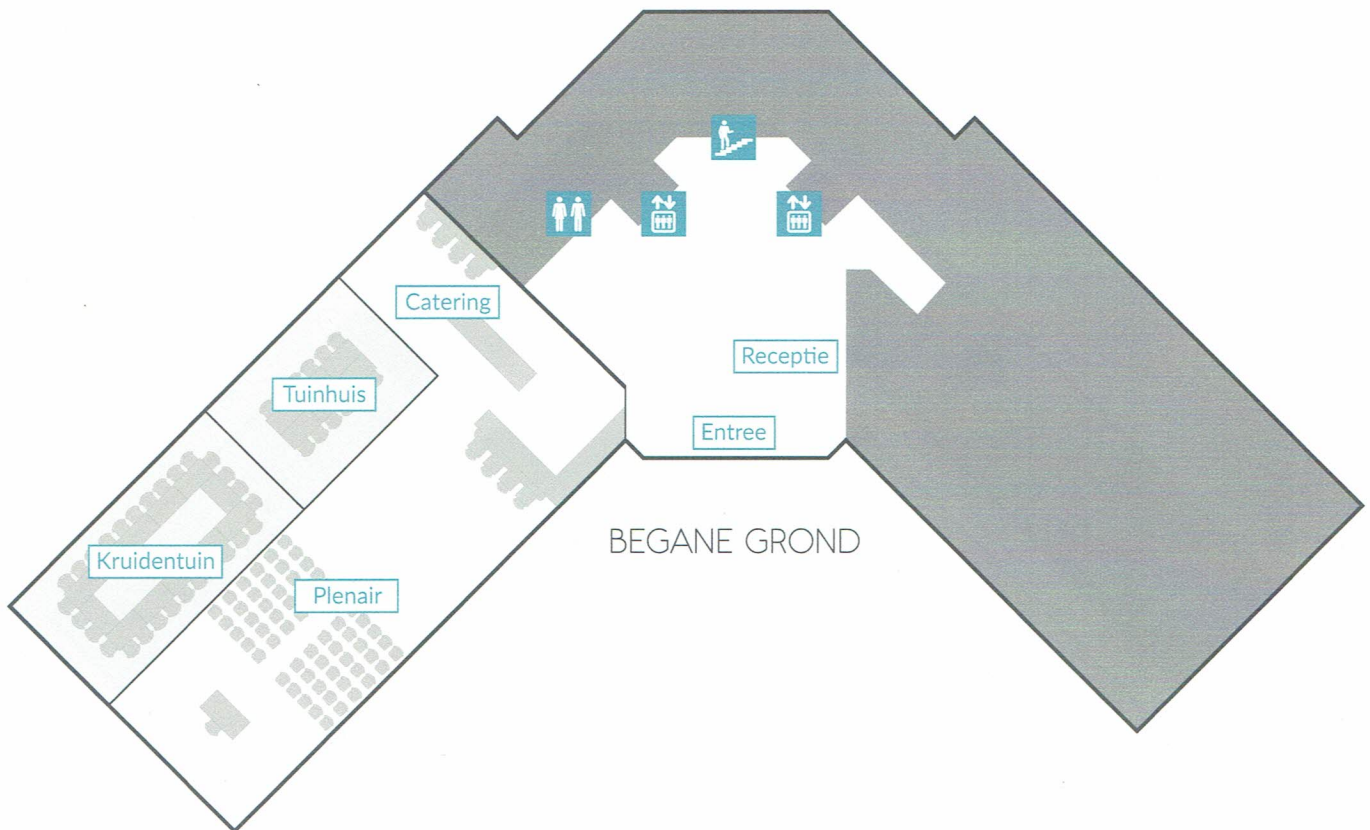 Catering
Receptie
Tuinhuis
Entree
BEGANE GROND
Kruidentuin
Plenair